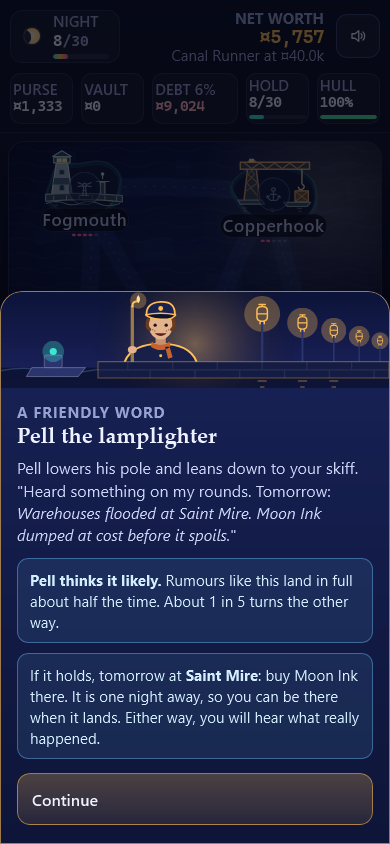 NIGHT
8/30
NET WORTH
¤5,757
Canal Runner at ¤40.0k
PURSE
¤1,333
VAULT
¤0
DEBT 6%
¤9,024
HOLD
8/30
HULL
100%
Fogmouth
Copperhook
A FRIENDLY WORD
Pell the lamplighter
Pell lowers his pole and leans down to your skiff.
"Heard something on my rounds. Tomorrow:
Warehouses flooded at Saint Mire. Moon Ink
dumped at cost before it spoils."
Pell thinks it likely. Rumours like this land in full
about half the time. About 1 in 5 turns the other
way.
If it holds, tomorrow at Saint Mire: buy Moon Ink
there. It is one night away, so you can be there
when it lands. Either way, you will hear what really
happened.
Continue